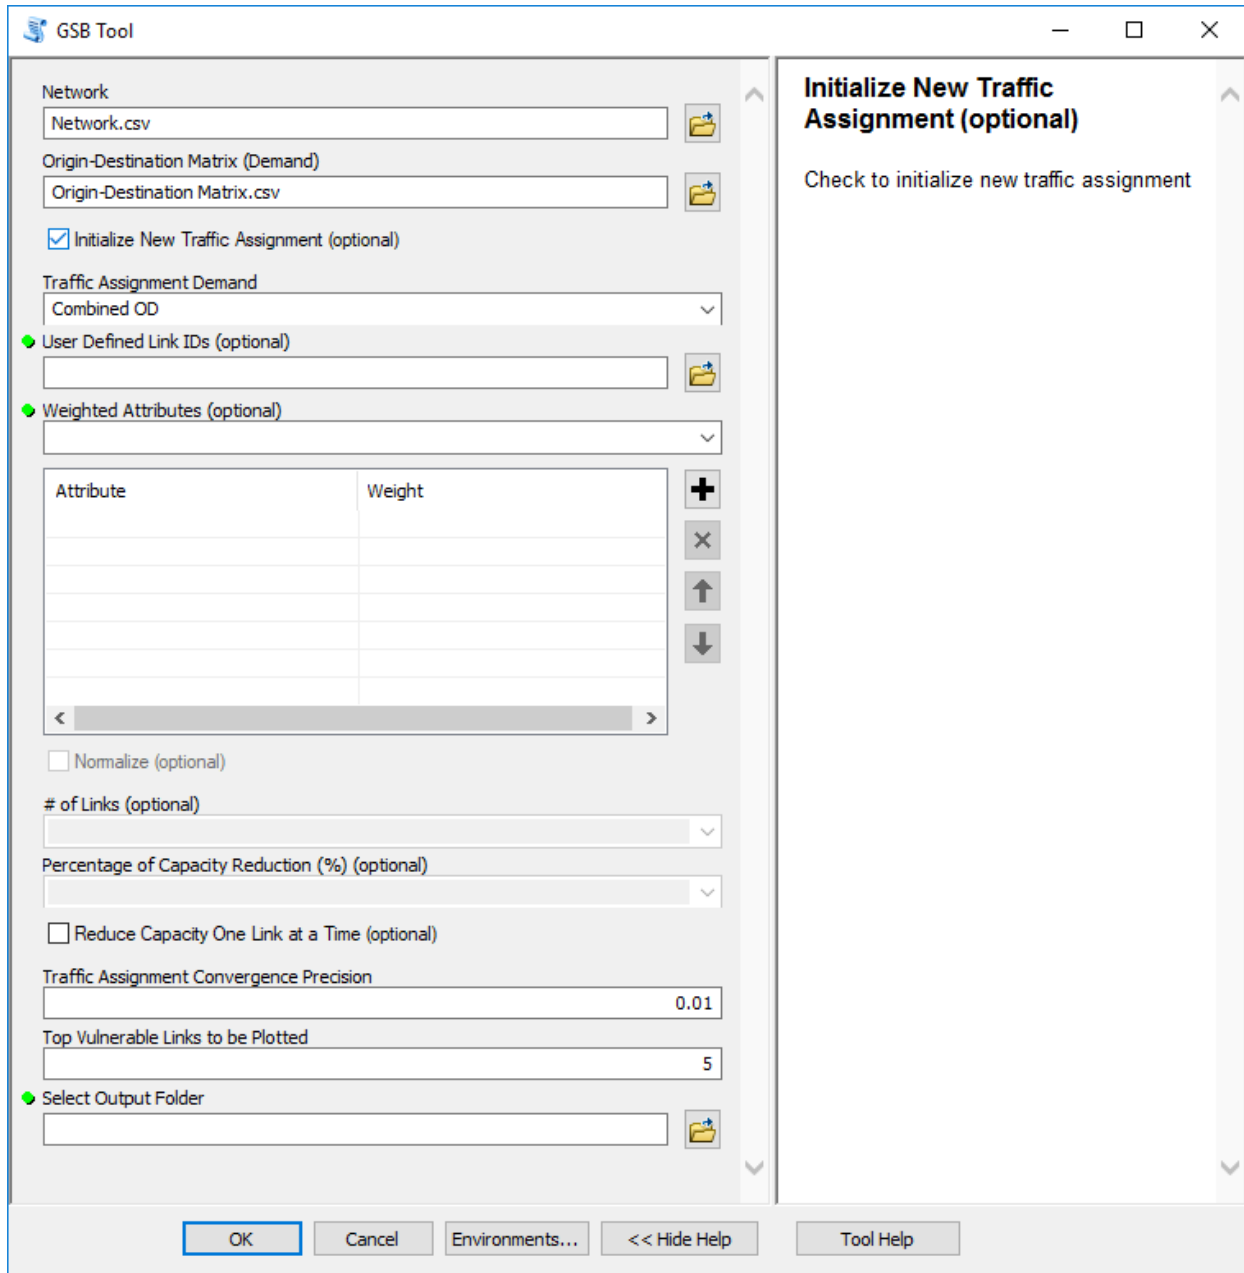 GSB Tool
Network
Network.csv
Origin-Destination Matrix (Demand)
Origin-Destination Matrix.csv
Initialize New Traffic Assignment (optional)
Traffic Assignment Demand
Combined OD
User Defined Link IDs (optional)
Weighted Attributes (optional)
Attribute Weight
Normalize (optional)
# of Links (optional)
Percentage of Capacity Reduction (%) (optional)
Reduce Capacity One Link at a Time (optional)
Traffic Assignment Convergence Precision
0.01
Top Vulnerable Links to be Plotted
5
Select Output Folder
Initialize New Traffic
Assignment (optional)
Check to initialize new traffic assignment
OK Cancel Environments... << Hide Help Tool Help